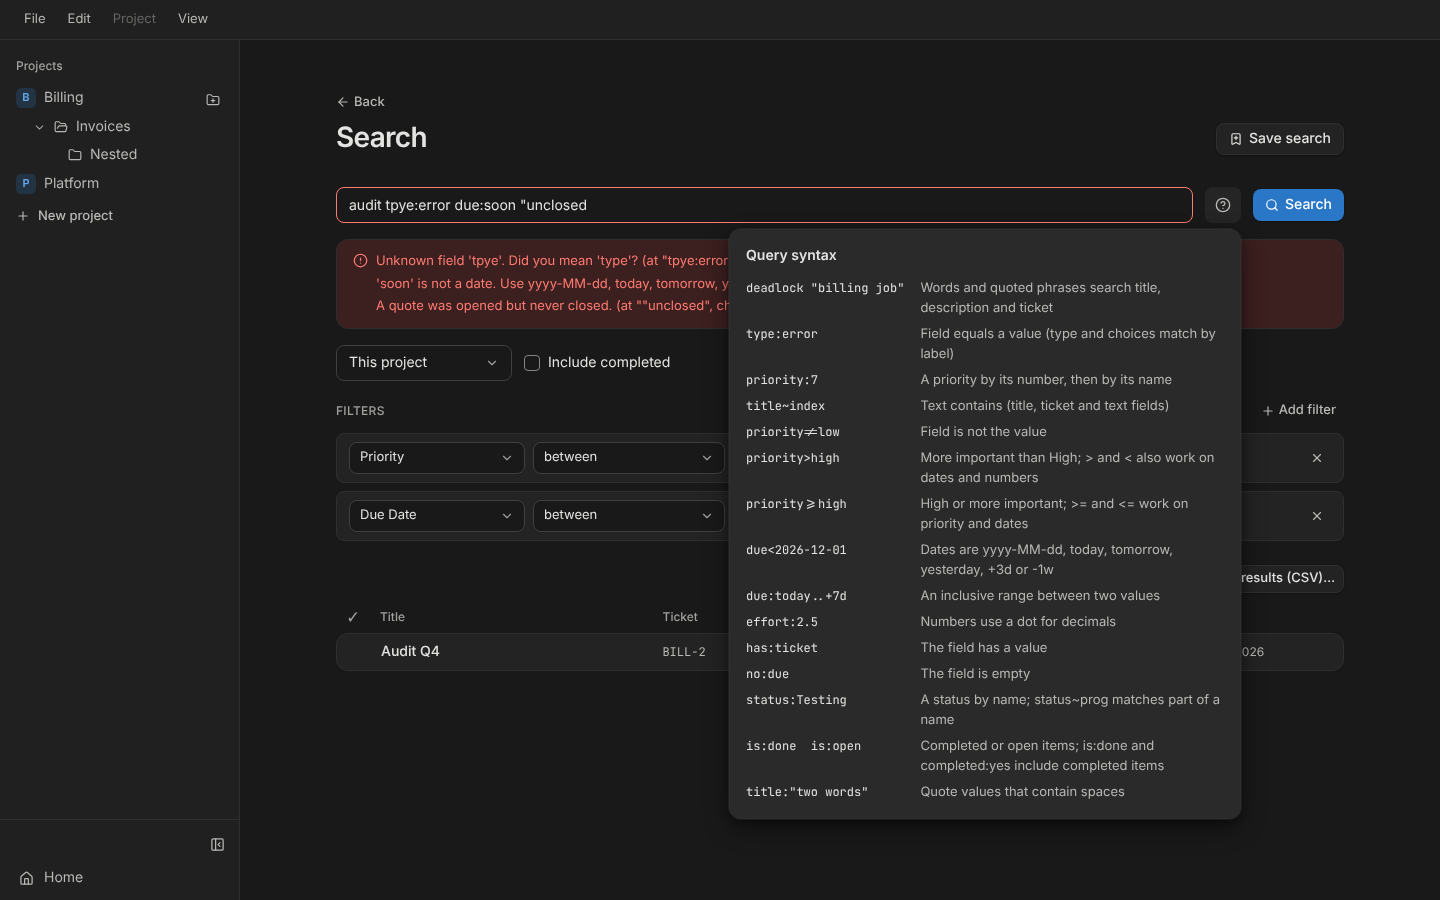 File Edit Project View
Projects
B Billing
Invoices
Nested
P Platform
New project
Home
Back
Search
Save search
audit tpye:error due:soon "unclosed
Search
Unknown field 'tpye'. Did you mean 'type'? (at "tpye:error
'soon' is not a date. Use yyyy-MM-dd, today, tomorrow, y
A quote was opened but never closed. (at ""unclosed", ch
This project
Include completed
FILTERS
Add filter
Priority between
Due Date between
results (CSV)...
✓ Title Ticket
Audit Q4 BILL-2 026
Query syntax
deadlock "billing job" Words and quoted phrases search title,
description and ticket
type:error Field equals a value (type and choices match by
label)
priority:7 A priority by its number, then by its name
title~index Text contains (title, ticket and text fields)
priority≠low Field is not the value
priority>high More important than High; > and < also work on
dates and numbers
priority⩾high High or more important; >= and <= work on
priority and dates
due<2026-12-01 Dates are yyyy-MM-dd, today, tomorrow,
yesterday, +3d or -1w
due:today..+7d An inclusive range between two values
effort:2.5 Numbers use a dot for decimals
has:ticket The field has a value
no:due The field is empty
status:Testing A status by name; status~prog matches part of a
name
is:done is:open Completed or open items; is:done and
completed:yes include completed items
title:"two words" Quote values that contain spaces